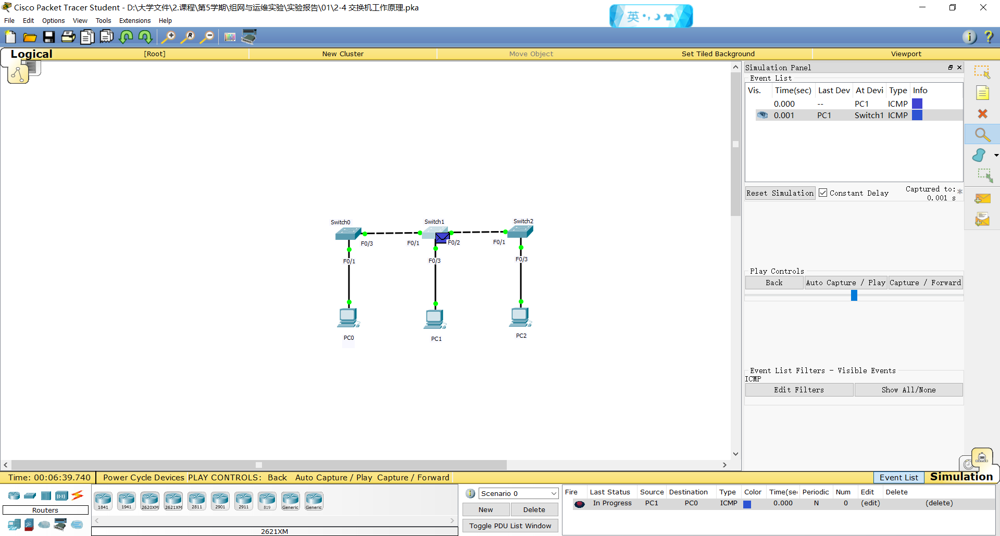 Cisco Packet Tracer Student - D:\大学文件\2.课程\第5学期\组网与运维实验\实验报告\01\2-4 交换机工作原理.pka
英
File Edit Options View Tools Extensions Help
Logical [Root] New Cluster Move Object Set Tiled Background Viewport
Simulation Panel
Event List
Vis. Time(sec) Last Dev At Devi Type Info
0.000 -- PC1 ICMP
0.001 PC1 Switch1 ICMP
Reset Simulation Constant Delay Captured to: *
0.001 s
Switch0 Switch1 Switch2
F0/3 F0/1 F0/2 F0/1
F0/1 F0/3 F0/3
PC0 PC1 PC2
Play Controls
Back Auto Capture / Play Capture / Forward
Event List Filters - Visible Events
ICMP
Edit Filters Show All/None
Time: 00:06:39.740 Power Cycle Devices PLAY CONTROLS: Back Auto Capture / Play Capture / Forward Event List Simulation
Routers
1841 1941 2620XM 2621XM 2811 2901 2911 819 Generic Generic
2621XM
Scenario 0
New Delete
Toggle PDU List Window
Fire Last Status Source Destination Type Color Time(sec Periodic Num Edit Delete
In Progress PC1 PC0 ICMP 0.000 N 0 (edit) (delete)